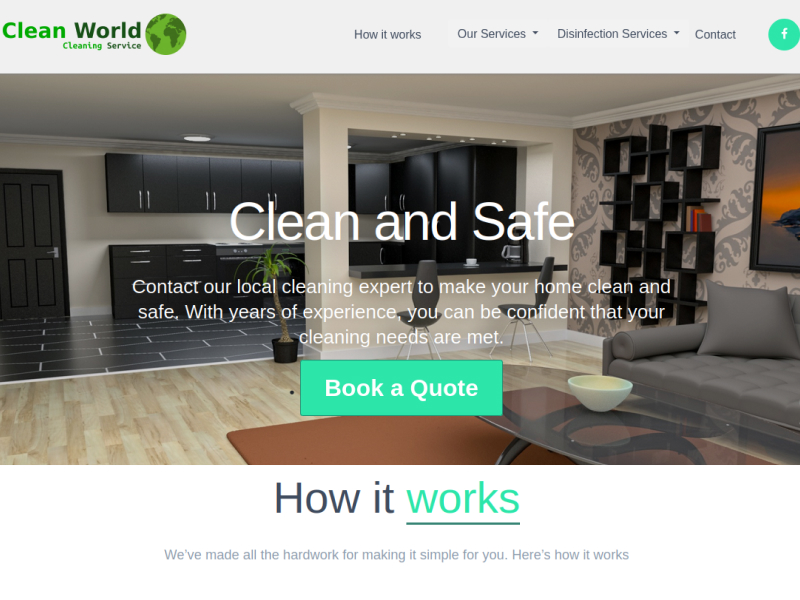 Clean World
Cleaning Service
How it works
Our Services
Disinfection Services
Contact
f
Clean and Safe
Contact our local cleaning expert to make your home clean and
safe. With years of experience, you can be confident that your
cleaning needs are met.
Book a Quote
How it works
We've made all the hardwork for making it simple for you. Here's how it works